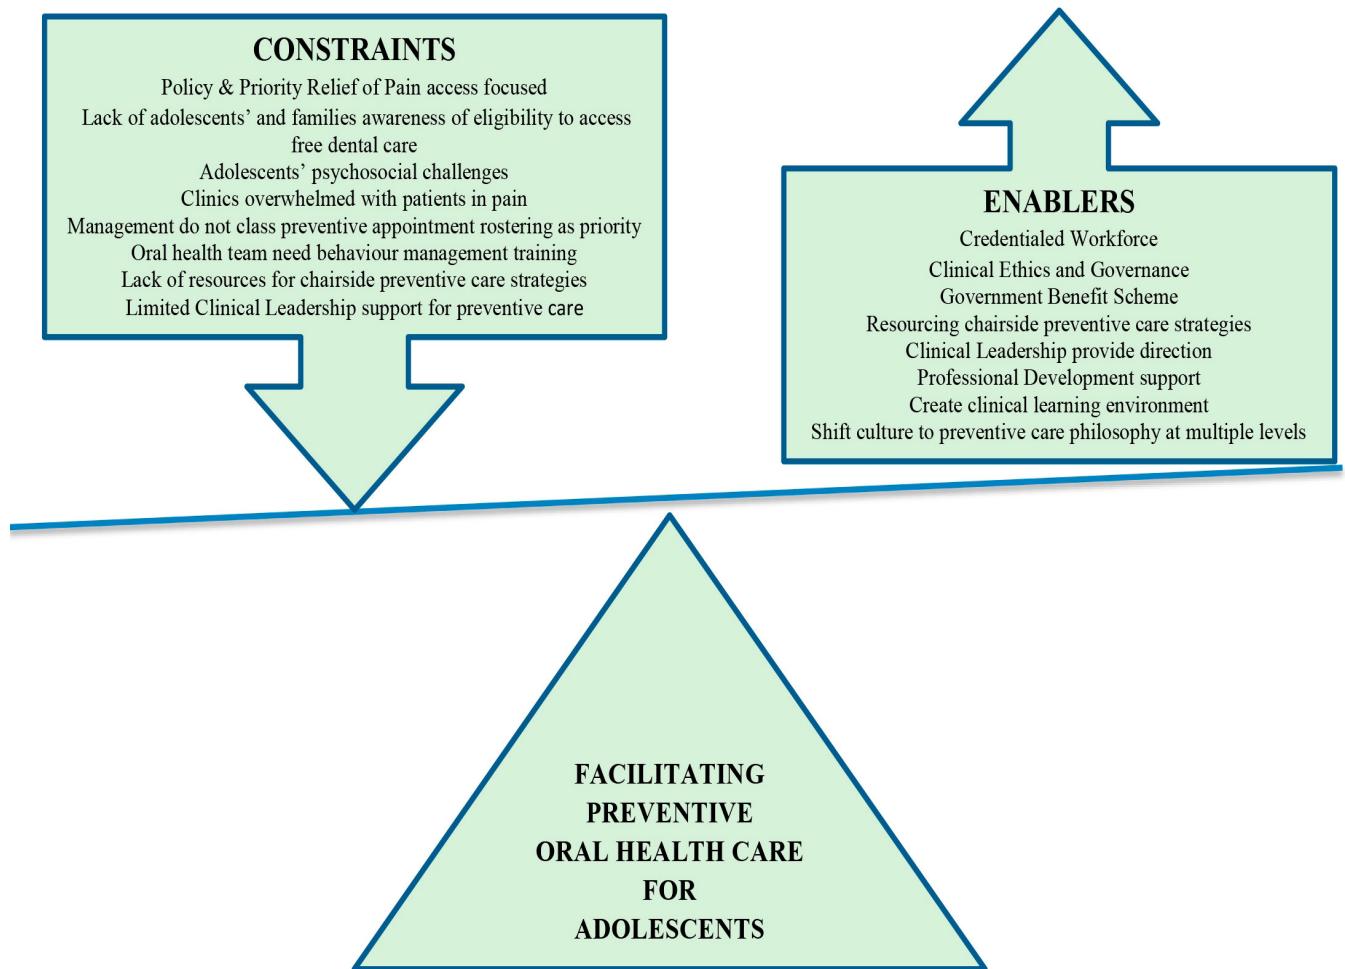 CONSTRAINTS
Policy & Priority Relief of Pain access focused
Lack of adolescents’ and families awareness of eligibility to access
free dental care
Adolescents’ psychosocial challenges
Clinics overwhelmed with patients in pain
Management do not class preventive appointment rostering as priority
Oral health team need behaviour management training
Lack of resources for chairside preventive care strategies
Limited Clinical Leadership support for preventive care
ENABLERS
Credentialed Workforce
Clinical Ethics and Governance
Government Benefit Scheme
Resourcing chairside preventive care strategies
Clinical Leadership provide direction
Professional Development support
Create clinical learning environment
Shift culture to preventive care philosophy at multiple levels
FACILITATING
PREVENTIVE
ORAL HEALTH CARE
FOR
ADOLESCENTS